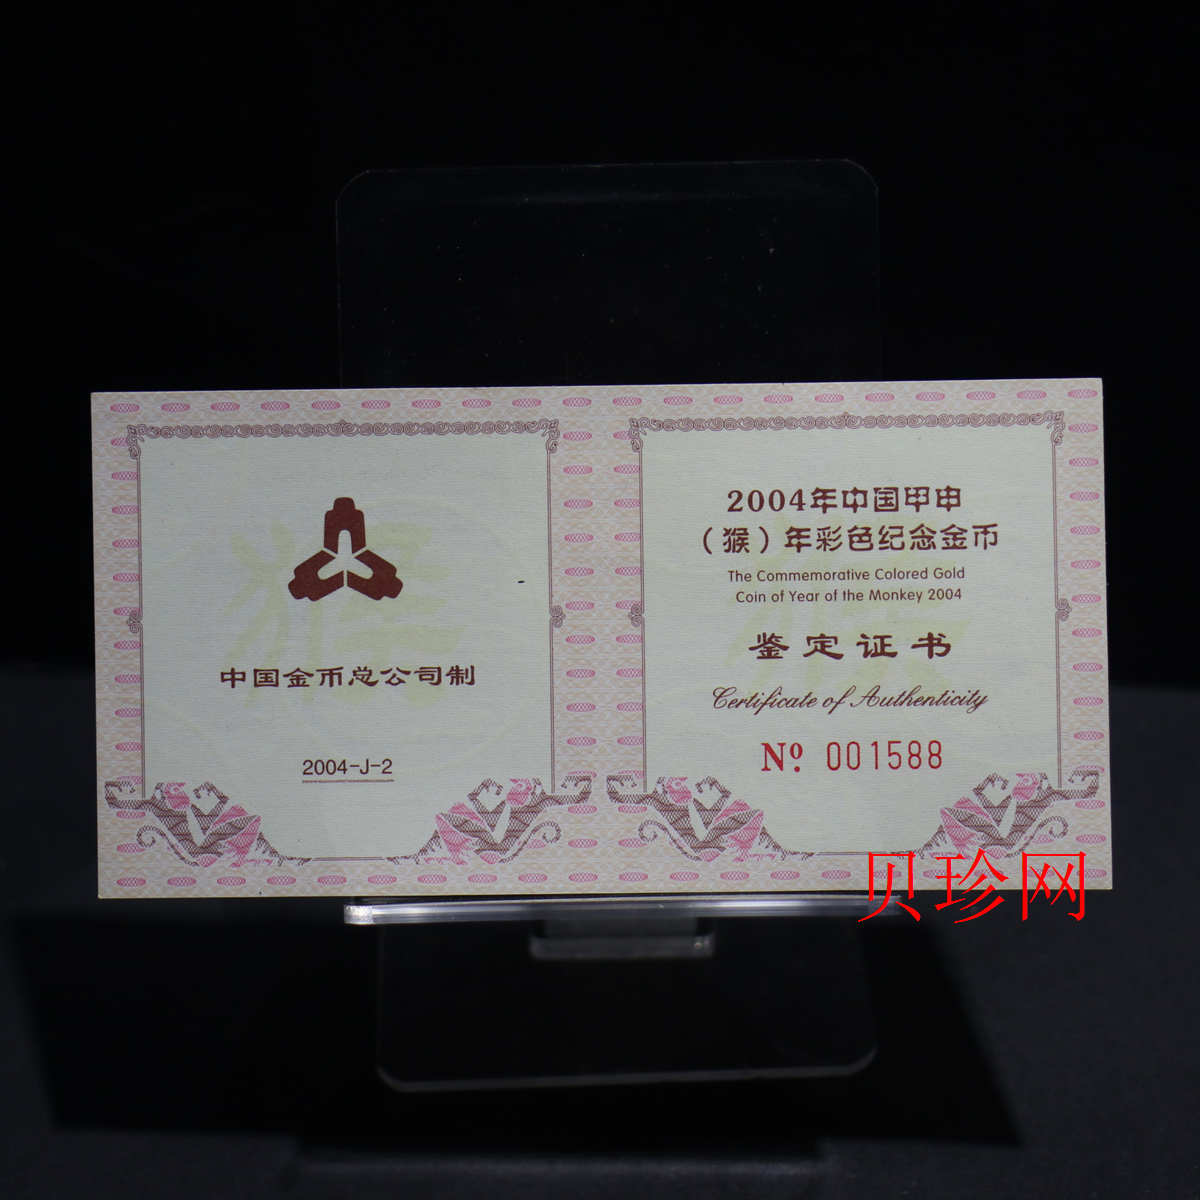 中国金币总公司制
2004-J-2
2004年中国甲申
（猴）年彩色纪念金币
The Commemorative Colored Gold
Coin of Year of the Monkey 2004
鉴定证书
Certificate of Authenticity
Nº 001588
贝珍网